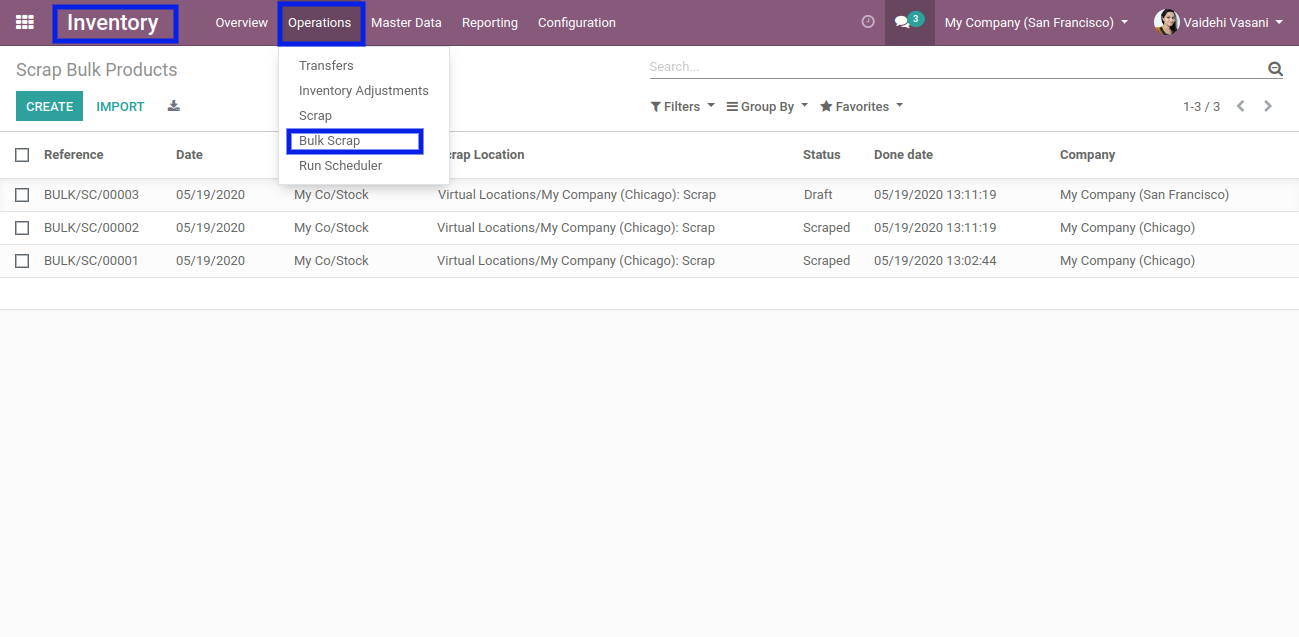 Inventory Overview Operations Master Data Reporting Configuration 3 My Company (San Francisco) Vaidehi Vasani
Scrap Bulk Products
Search...
Transfers
Inventory Adjustments
Scrap
Bulk Scrap
Run Scheduler
CREATE IMPORT Filters Group By Favorites 1-3 / 3
Reference Date crap Location Status Done date Company
BULK/SC/00003 05/19/2020 My Co/Stock Virtual Locations/My Company (Chicago): Scrap Draft 05/19/2020 13:11:19 My Company (San Francisco)
BULK/SC/00002 05/19/2020 My Co/Stock Virtual Locations/My Company (Chicago): Scrap Scraped 05/19/2020 13:11:19 My Company (Chicago)
BULK/SC/00001 05/19/2020 My Co/Stock Virtual Locations/My Company (Chicago): Scrap Scraped 05/19/2020 13:02:44 My Company (Chicago)